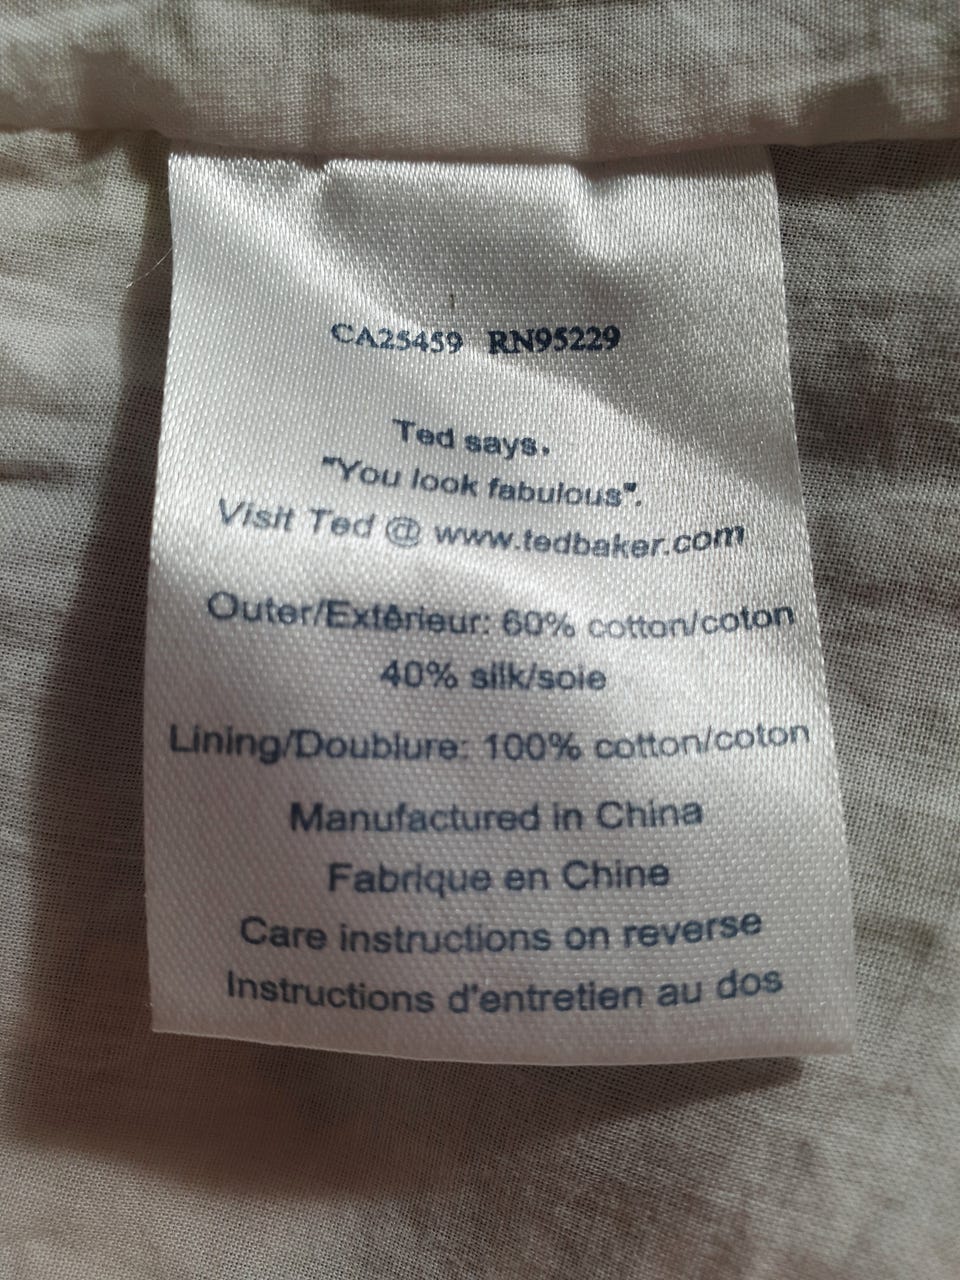 CA25459 RN95229
Ted says.
"You look fabulous".
Visit Ted @ www.tedbaker.com
Outer/Extêrieur: 60% cotton/coton
40% silk/soie
Lining/Doublure: 100% cotton/coton
Manufactured in China
Fabrique en Chine
Care instructions on reverse
Instructions d'entretien au dos